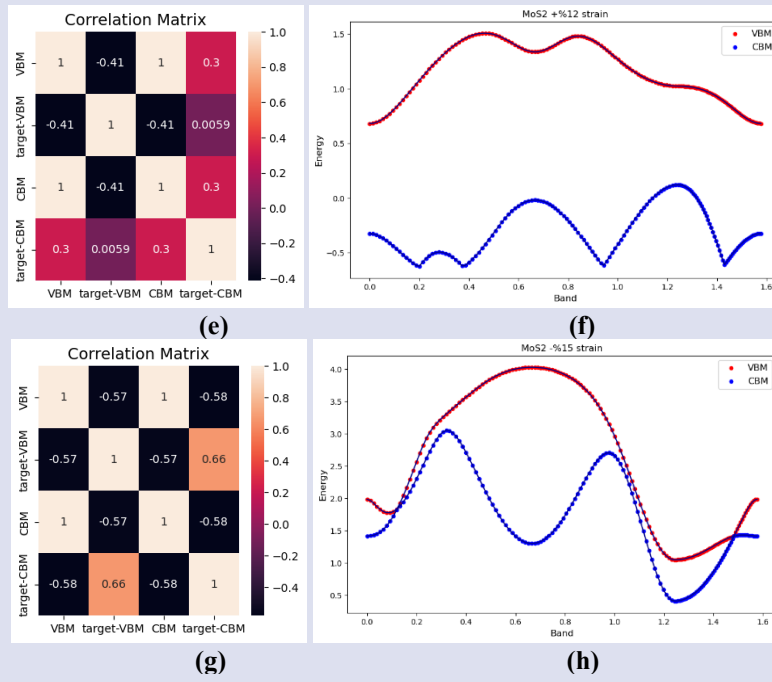 Correlation Matrix
VBM
target-VBM
CBM
target-CBM
1 -0.41 1 0.3
-0.41 1 -0.41 0.0059
1 -0.41 1 0.3
0.3 0.0059 0.3 1
VBM target-VBM CBM target-CBM
1.0
0.8
0.6
0.4
0.2
0.0
−0.2
−0.4
(e)
MoS2 +%12 strain
VBM
CBM
Energy
1.5
1.0
0.5
0.0
−0.5
0.0 0.2 0.4 0.6 0.8 1.0 1.2 1.4 1.6
Band
(f)
Correlation Matrix
VBM
target-VBM
CBM
target-CBM
1 -0.57 1 -0.58
-0.57 1 -0.57 0.66
1 -0.57 1 -0.58
-0.58 0.66 -0.58 1
VBM target-VBM CBM target-CBM
1.0
0.8
0.6
0.4
0.2
0.0
−0.2
−0.4
(g)
MoS2 -%15 strain
VBM
CBM
Energy
4.0
3.5
3.0
2.5
2.0
1.5
1.0
0.5
0.0 0.2 0.4 0.6 0.8 1.0 1.2 1.4 1.6
Band
(h)